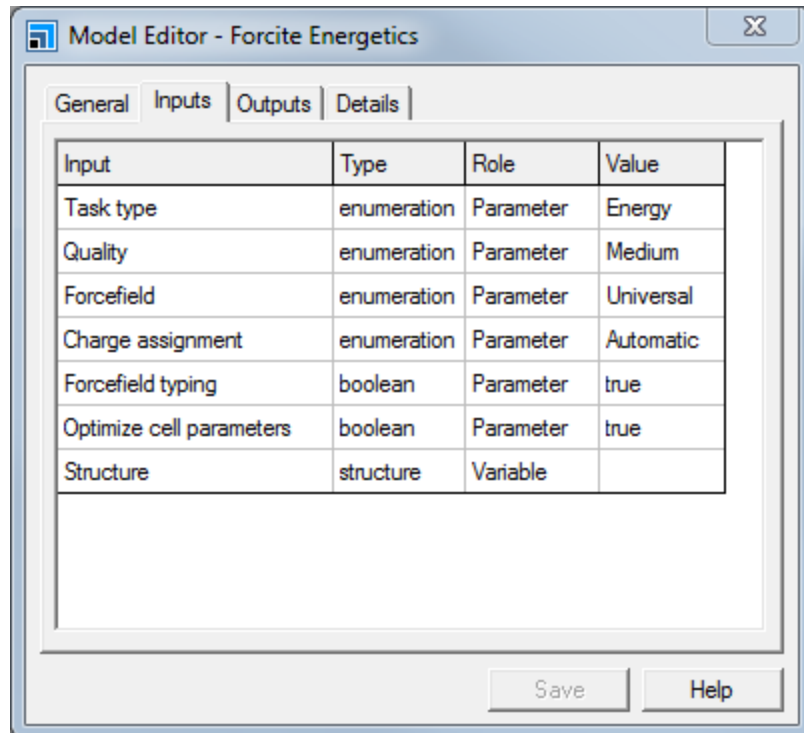 Model Editor - Forcite Energetics
General Inputs Outputs Details
Input Type Role Value
Task type enumeration Parameter Energy
Quality enumeration Parameter Medium
Forcefield enumeration Parameter Universal
Charge assignment enumeration Parameter Automatic
Forcefield typing boolean Parameter true
Optimize cell parameters boolean Parameter true
Structure structure Variable
Save Help